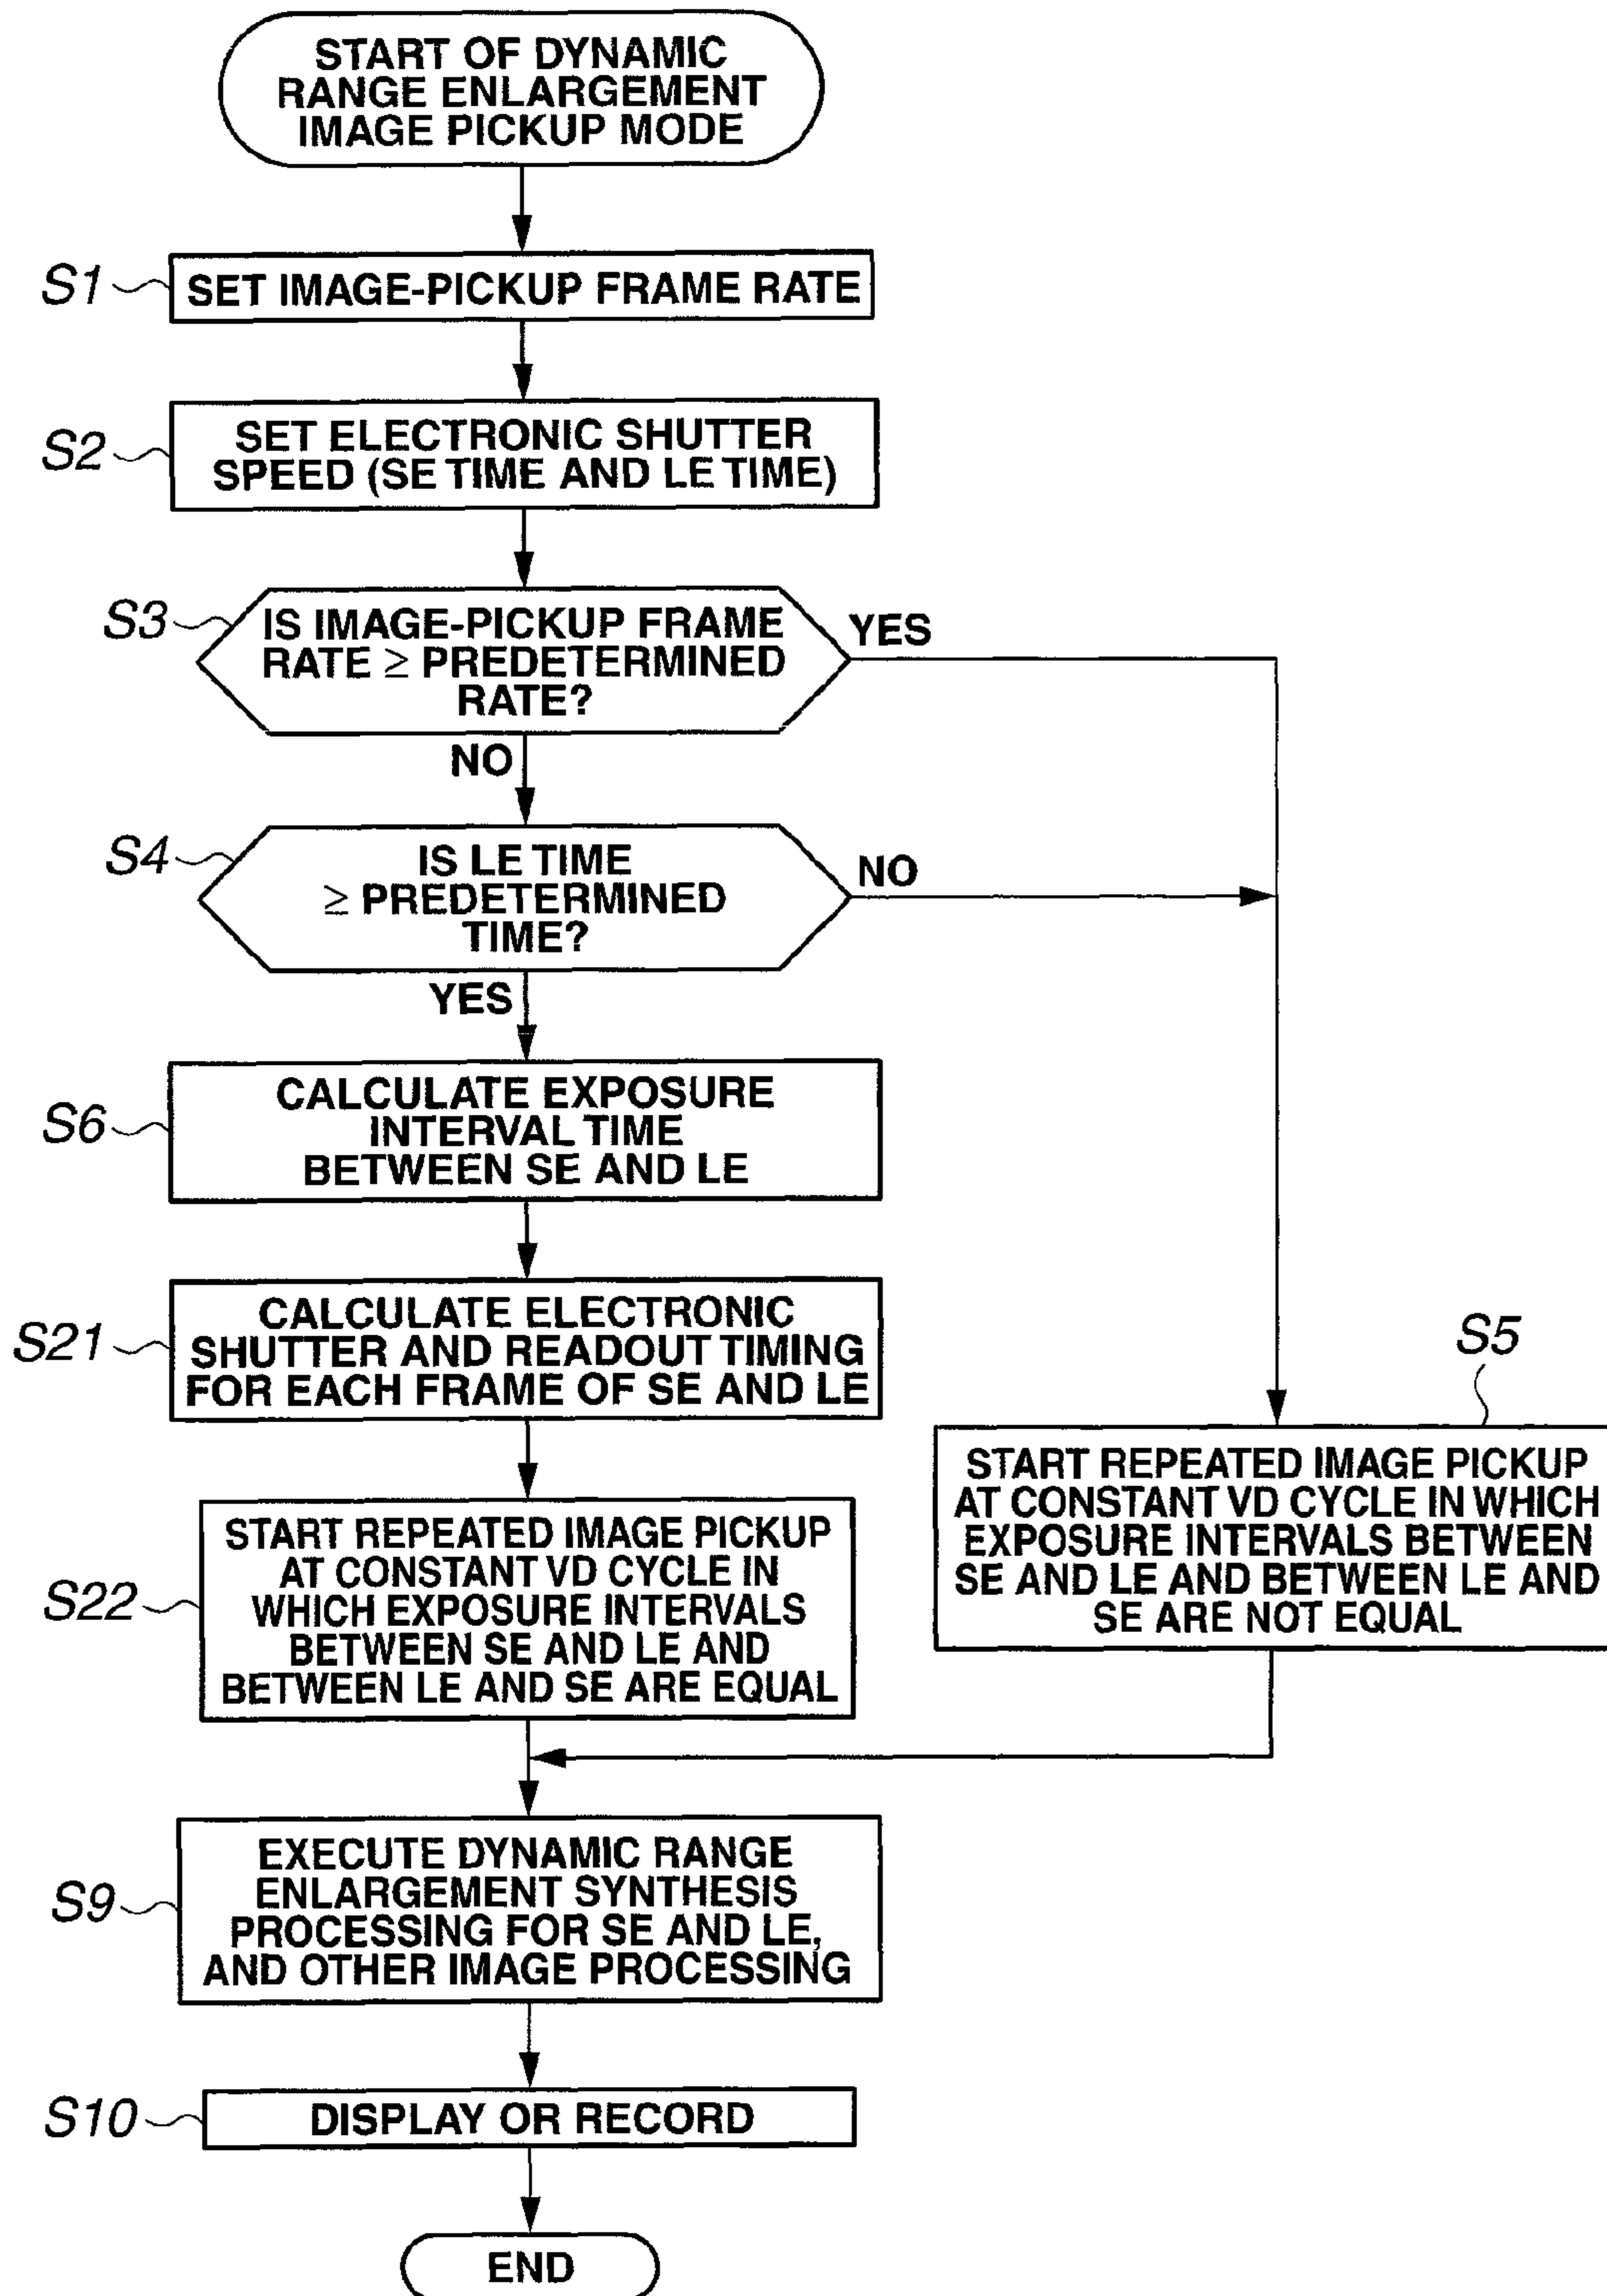 START OF DYNAMIC
RANGE ENLARGEMENT
IMAGE PICKUP MODE
S1
SET IMAGE-PICKUP FRAME RATE
S2
SET ELECTRONIC SHUTTER
SPEED (SE TIME AND LE TIME)
S3
IS IMAGE-PICKUP FRAME
RATE ≥ PREDETERMINED
RATE?
YES
NO
S4
IS LE TIME
≥ PREDETERMINED
TIME?
NO
YES
S6
CALCULATE EXPOSURE
INTERVAL TIME
BETWEEN SE AND LE
S21
CALCULATE ELECTRONIC
SHUTTER AND READOUT TIMING
FOR EACH FRAME OF SE AND LE
S5
START REPEATED IMAGE PICKUP
AT CONSTANT VD CYCLE IN WHICH
EXPOSURE INTERVALS BETWEEN
SE AND LE AND BETWEEN LE AND
SE ARE NOT EQUAL
S22
START REPEATED IMAGE PICKUP
AT CONSTANT VD CYCLE IN
WHICH EXPOSURE INTERVALS
BETWEEN SE AND LE AND
BETWEEN LE AND SE ARE EQUAL
S9
EXECUTE DYNAMIC RANGE
ENLARGEMENT SYNTHESIS
PROCESSING FOR SE AND LE,
AND OTHER IMAGE PROCESSING
S10
DISPLAY OR RECORD
END